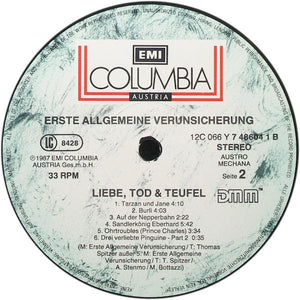 EMI
COLUMBIA
AUSTRIA
ERSTE ALLGEMEINE VERUNSICHERUNG
LC 8428
12C 066 Y 7 48604 1 B
STEREO
℗1987 EMI COLUMBIA
AUSTRIA Ges.m.b.H.
AUSTRO
MECHANA
33 RPM
Seite 2
LIEBE, TOD & TEUFEL
DMM
1. Tarzan und Jane 4:10
2. Burli 4:03
3. Auf der Nepperbahn 2:72
4. Sandlerkönig Eberhard 5:05
5. Ohrtroubles (Prince Charles) 3:34
6. Drei verliebte Pinguine - Part 2 0:35
(M: Erste Allgemeine Verunsicherung / T: Thomas
Spitzer außer 5: M: Erste Allgemeine
Verunsicherung / T: T. Spitzer /
A. Stenmo / M. Bottazzi)